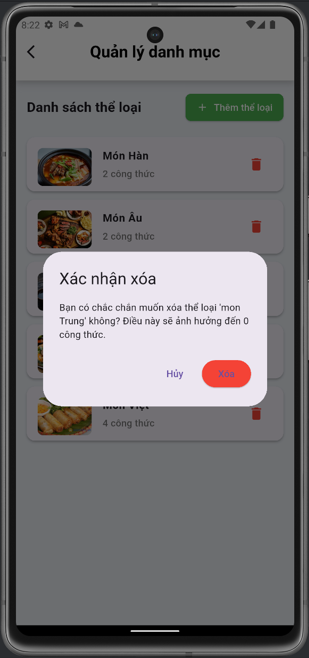 8:22
Quản lý danh mục
Danh sách thể loại
+ Thêm thể loại
Món Hàn
2 công thức
Món Âu
2 công thức
Xác nhận xóa
Bạn có chắc chắn muốn xóa thể loại 'mon
Trung' không? Điều này sẽ ảnh hưởng đến 0
công thức.
Hủy
Xóa
Món Việt
4 công thức